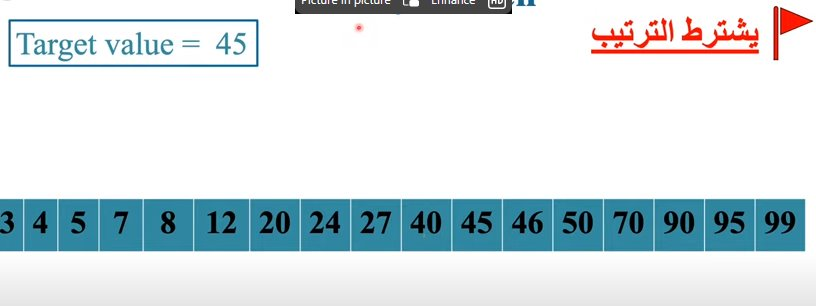 Picture in picture Enhance HD
Target value = 45
يشترط الترتيب
3 4 5 7 8 12 20 24 27 40 45 46 50 70 90 95 99